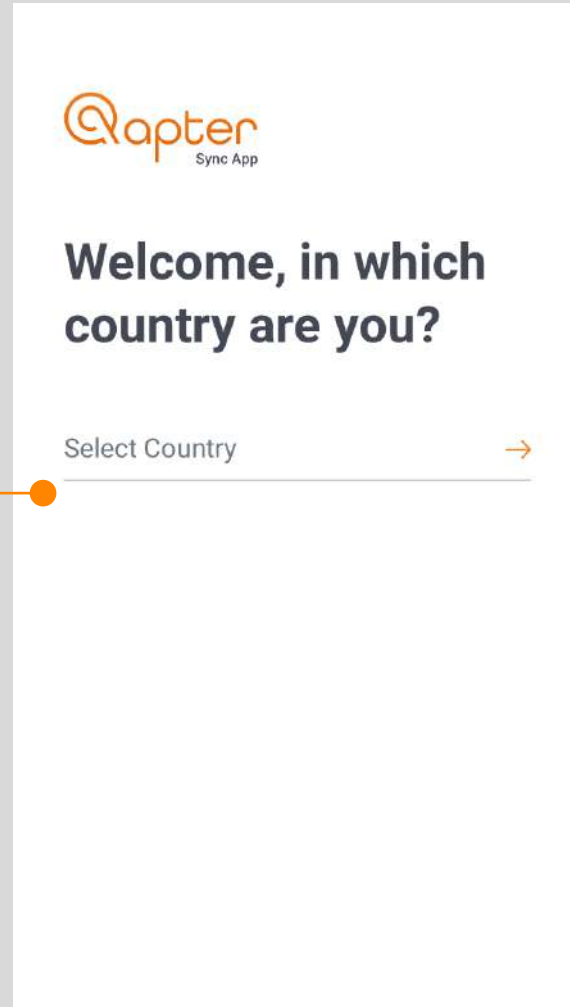 Qapter
Sync App
Welcome, in which
country are you?
Select Country